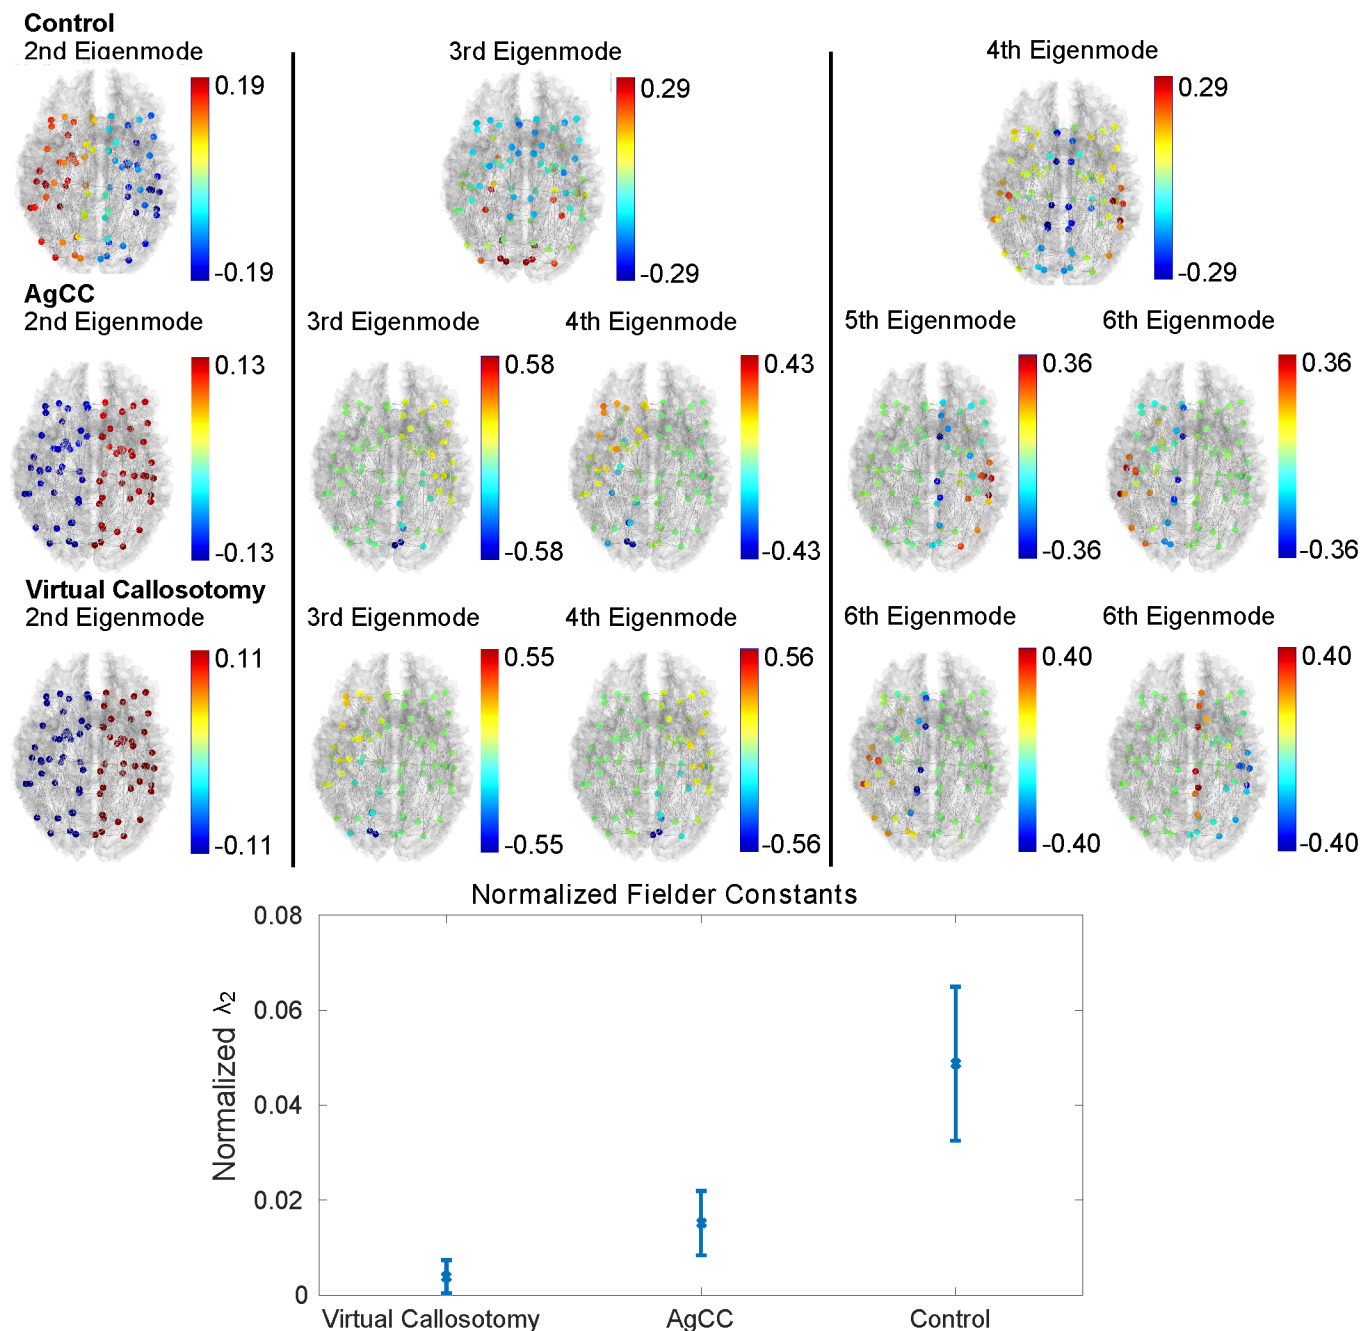 Control
2nd Eigenmode
3rd Eigenmode
4th Eigenmode
0.19
-0.19
0.29
-0.29
0.29
-0.29
AgCC
2nd Eigenmode
3rd Eigenmode
4th Eigenmode
5th Eigenmode
6th Eigenmode
0.13
-0.13
0.58
-0.58
0.43
-0.43
0.36
-0.36
0.36
-0.36
Virtual Callosotomy
2nd Eigenmode
3rd Eigenmode
4th Eigenmode
6th Eigenmode
6th Eigenmode
0.11
-0.11
0.55
-0.55
0.56
-0.56
0.40
-0.40
0.40
-0.40
Normalized Fielder Constants
Normalized λ2
0.08
0.06
0.04
0.02
0
Virtual Callosotomy
AgCC
Control